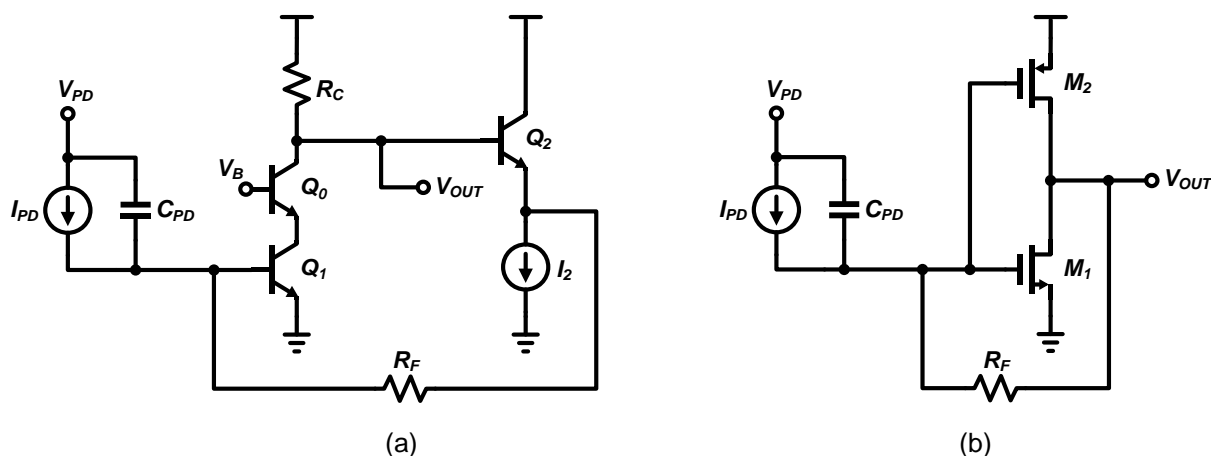 V_PD
R_C
V_B
Q_0
Q_2
V_OUT
I_PD
C_PD
Q_1
I_2
R_F
(a)
V_PD
M_2
I_PD
C_PD
V_OUT
M_1
R_F
(b)